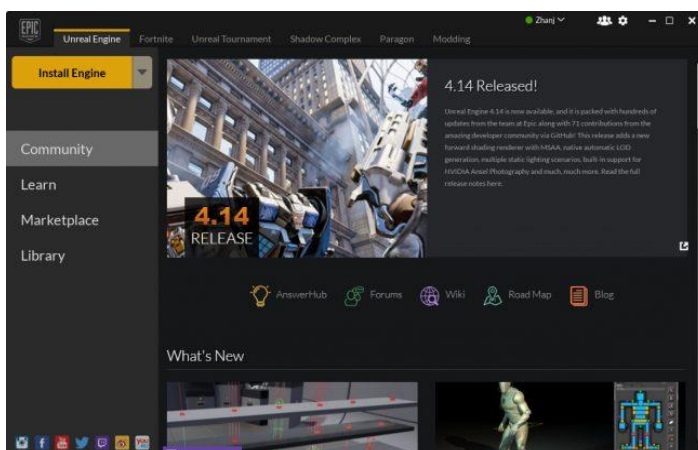 EPIC
Zhanj
Unreal Engine Fortnite Unreal Tournament Shadow Complex Paragon Modding
Install Engine
Community
Learn
Marketplace
Library
4.14
RELEASE
4.14 Released!
Unreal Engine 4.14 is now available, and it is packed with hundreds of
updates from the team at Epic along with 71 contributions from the
amazing developer community via GitHub! This release adds a new
forward shading renderer with MSAA, native automatic LOD
generation, multiple static lighting scenarios, built-in support for
NVIDIA Ansel Photography and much, much more. Read the full
release notes here.
AnswerHub Forums Wiki Road Map Blog
What's New